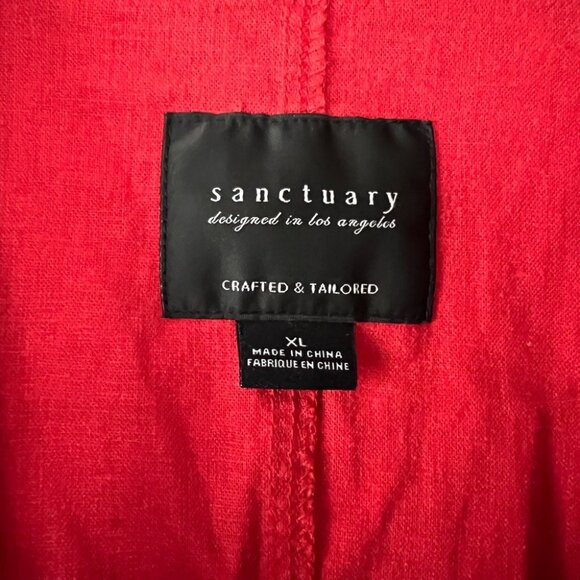 sanctuary
designed in los angeles
CRAFTED & TAILORED
XL
MADE IN CHINA
FABRIQUE EN CHINE